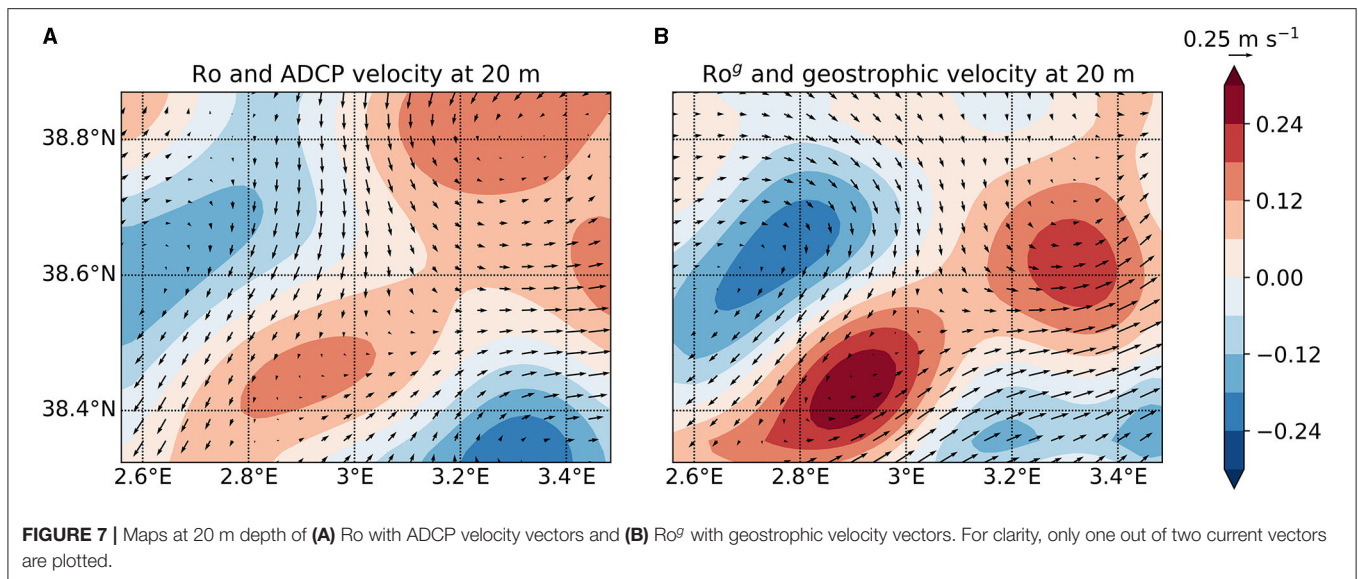 A
B
0.25 m s⁻¹
Ro and ADCP velocity at 20 m
Roᵍ and geostrophic velocity at 20 m
38.8°N
38.6°N
38.4°N
2.6°E 2.8°E 3°E 3.2°E 3.4°E
2.6°E 2.8°E 3°E 3.2°E 3.4°E
0.24
0.12
0.00
−0.12
−0.24
FIGURE 7 | Maps at 20 m depth of (A) Ro with ADCP velocity vectors and (B) Roᵍ with geostrophic velocity vectors. For clarity, only one out of two current vectors
are plotted.